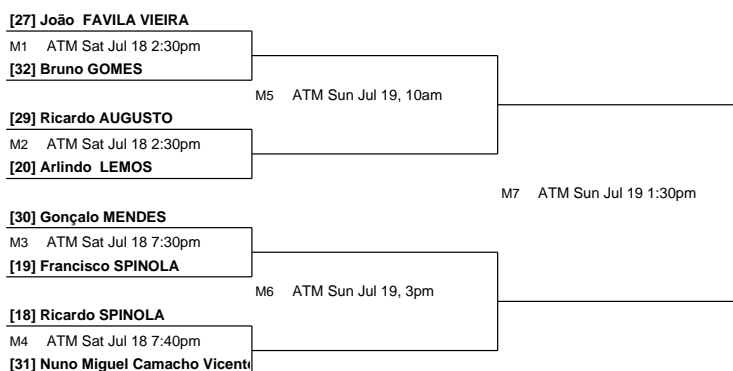 [27] João FAVILA VIEIRA
M1 ATM Sat Jul 18 2:30pm
[32] Bruno GOMES
M5 ATM Sun Jul 19, 10am
[29] Ricardo AUGUSTO
M2 ATM Sat Jul 18 2:30pm
[20] Arlindo LEMOS
M7 ATM Sun Jul 19 1:30pm
[30] Gonçalo MENDES
M3 ATM Sat Jul 18 7:30pm
[19] Francisco SPINOLA
M6 ATM Sun Jul 19, 3pm
[18] Ricardo SPINOLA
M4 ATM Sat Jul 18 7:40pm
[31] Nuno Miguel Camacho Vicente